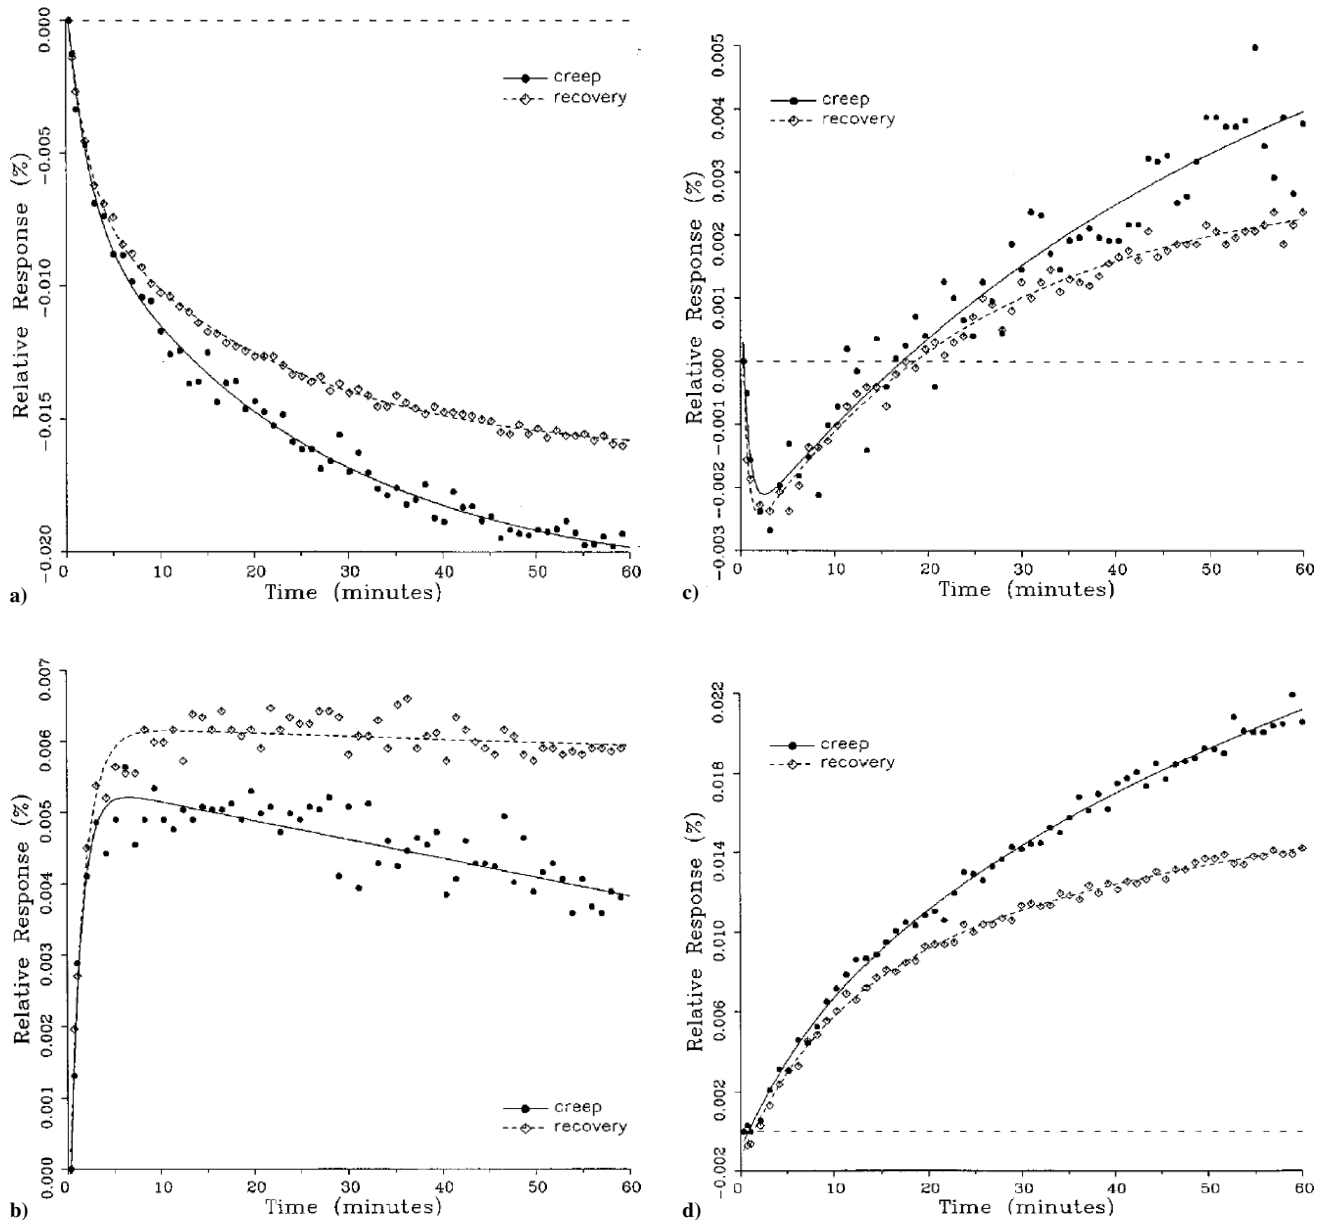 0.000
-0.005
-0.010
-0.015
-0.020
Relative Response (%)
creep
recovery
0 10 20 30 40 50 60
Time (minutes)
a)
0.005
0.004
0.003
0.002
0.001
0.000
-0.001
-0.002
-0.003
Relative Response (%)
creep
recovery
0 10 20 30 40 50 60
Time (minutes)
c)
0.007
0.006
0.005
0.004
0.003
0.002
0.001
0.000
Relative Response (%)
creep
recovery
0 10 20 30 40 50 60
Time (minutes)
b)
0.022
0.018
0.014
0.010
0.006
0.002
-0.002
Relative Response (%)
creep
recovery
0 10 20 30 40 50 60
Time (minutes)
d)